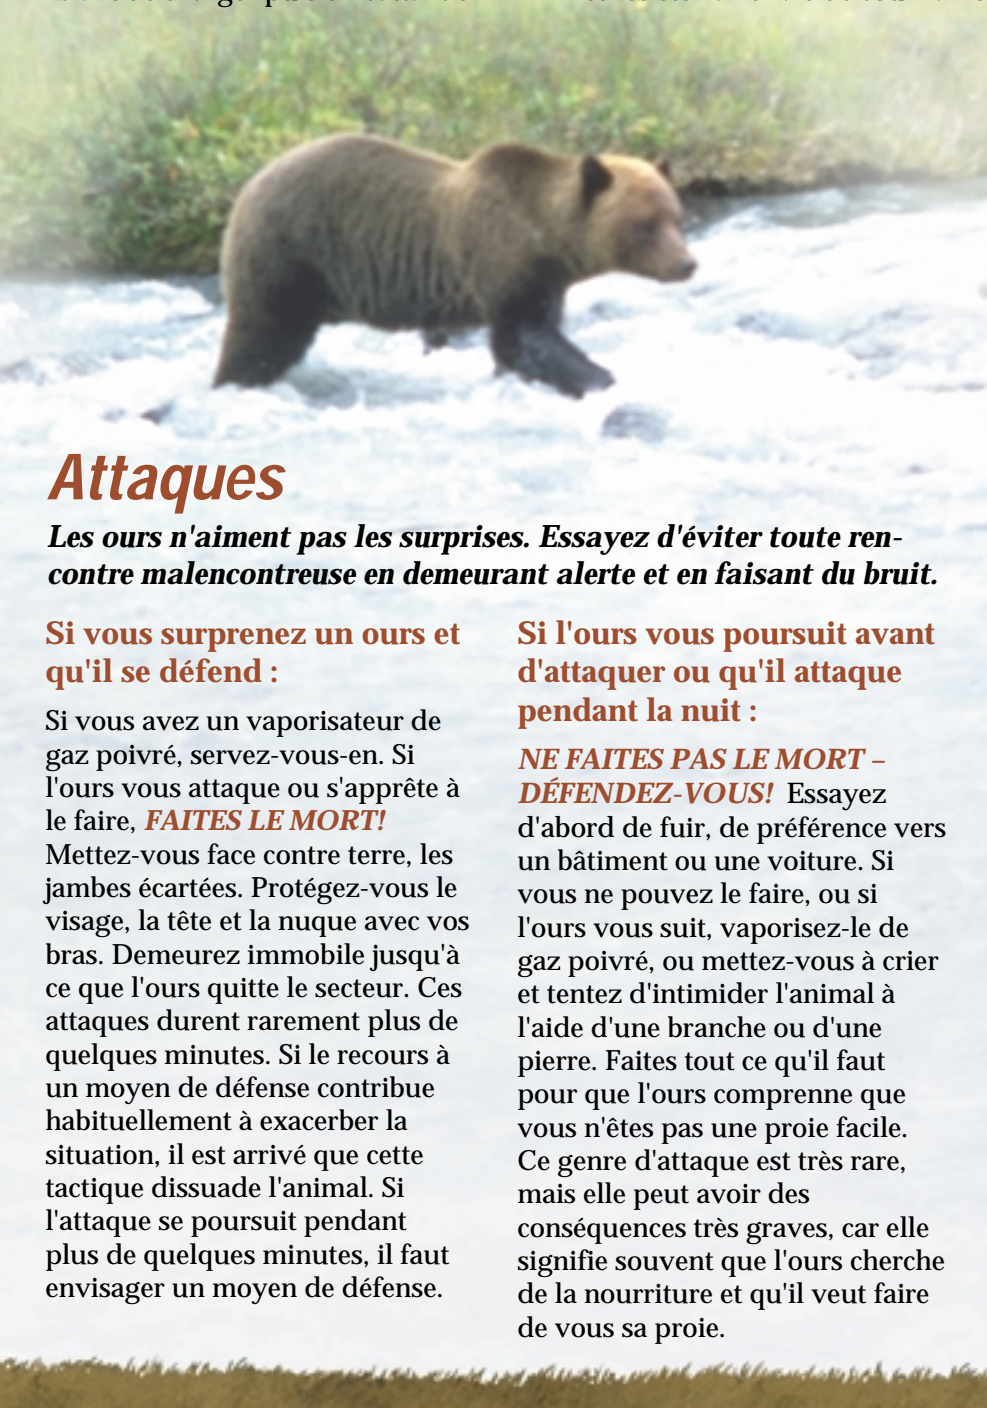 Attaques
Les ours n'aiment pas les surprises. Essayez d'éviter toute ren-
contre malencontreuse en demeurant alerte et en faisant du bruit.
Si vous surprenez un ours et
qu'il se défend :
Si vous avez un vaporisateur de
gaz poivré, servez-vous-en. Si
l'ours vous attaque ou s'apprête à
le faire, FAITES LE MORT!
Mettez-vous face contre terre, les
jambes écartées. Protégez-vous le
visage, la tête et la nuque avec vos
bras. Demeurez immobile jusqu'à
ce que l'ours quitte le secteur. Ces
attaques durent rarement plus de
quelques minutes. Si le recours à
un moyen de défense contribue
habituellement à exacerber la
situation, il est arrivé que cette
tactique dissuade l'animal. Si
l'attaque se poursuit pendant
plus de quelques minutes, il faut
envisager un moyen de défense.
Si l'ours vous poursuit avant
d'attaquer ou qu'il attaque
pendant la nuit :
NE FAITES PAS LE MORT –
DÉFENDEZ-VOUS! Essayez
d'abord de fuir, de préférence vers
un bâtiment ou une voiture. Si
vous ne pouvez le faire, ou si
l'ours vous suit, vaporisez-le de
gaz poivré, ou mettez-vous à crier
et tentez d'intimider l'animal à
l'aide d'une branche ou d'une
pierre. Faites tout ce qu'il faut
pour que l'ours comprenne que
vous n'êtes pas une proie facile.
Ce genre d'attaque est très rare,
mais elle peut avoir des
conséquences très graves, car elle
signifie souvent que l'ours cherche
de la nourriture et qu'il veut faire
de vous sa proie.